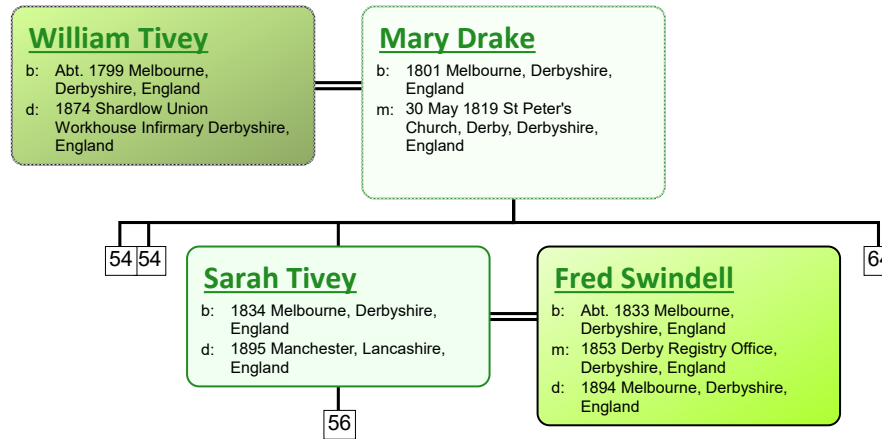 William Tivey
b: Abt. 1799 Melbourne,
Derbyshire, England
d: 1874 Shardlow Union
Workhouse Infirmary Derbyshire,
England
Mary Drake
b: 1801 Melbourne, Derbyshire,
England
m: 30 May 1819 St Peter's
Church, Derby, Derbyshire,
England
54 54
64
Sarah Tivey
b: 1834 Melbourne, Derbyshire,
England
d: 1895 Manchester, Lancashire,
England
Fred Swindell
b: Abt. 1833 Melbourne,
Derbyshire, England
m: 1853 Derby Registry Office,
Derbyshire, England
d: 1894 Melbourne, Derbyshire,
England
56